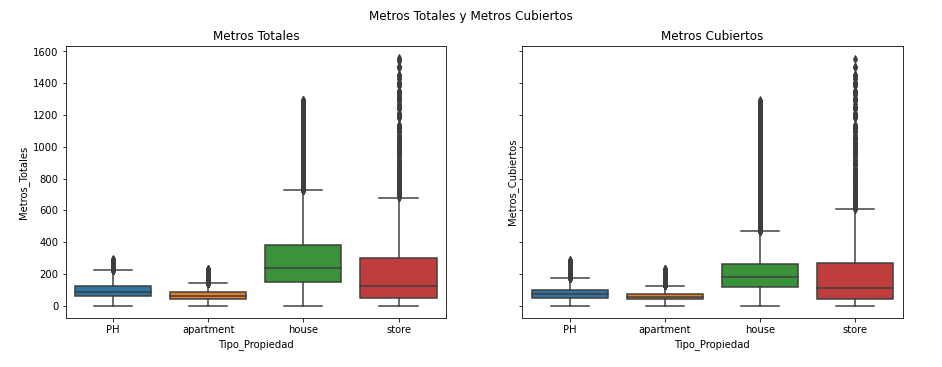 Metros Totales y Metros Cubiertos
Metros Totales
Metros_Totales
1600
1400
1200
1000
800
600
400
200
0
PH apartment house store
Tipo_Propiedad
Metros Cubiertos
Metros_Cubiertos
PH apartment house store
Tipo_Propiedad